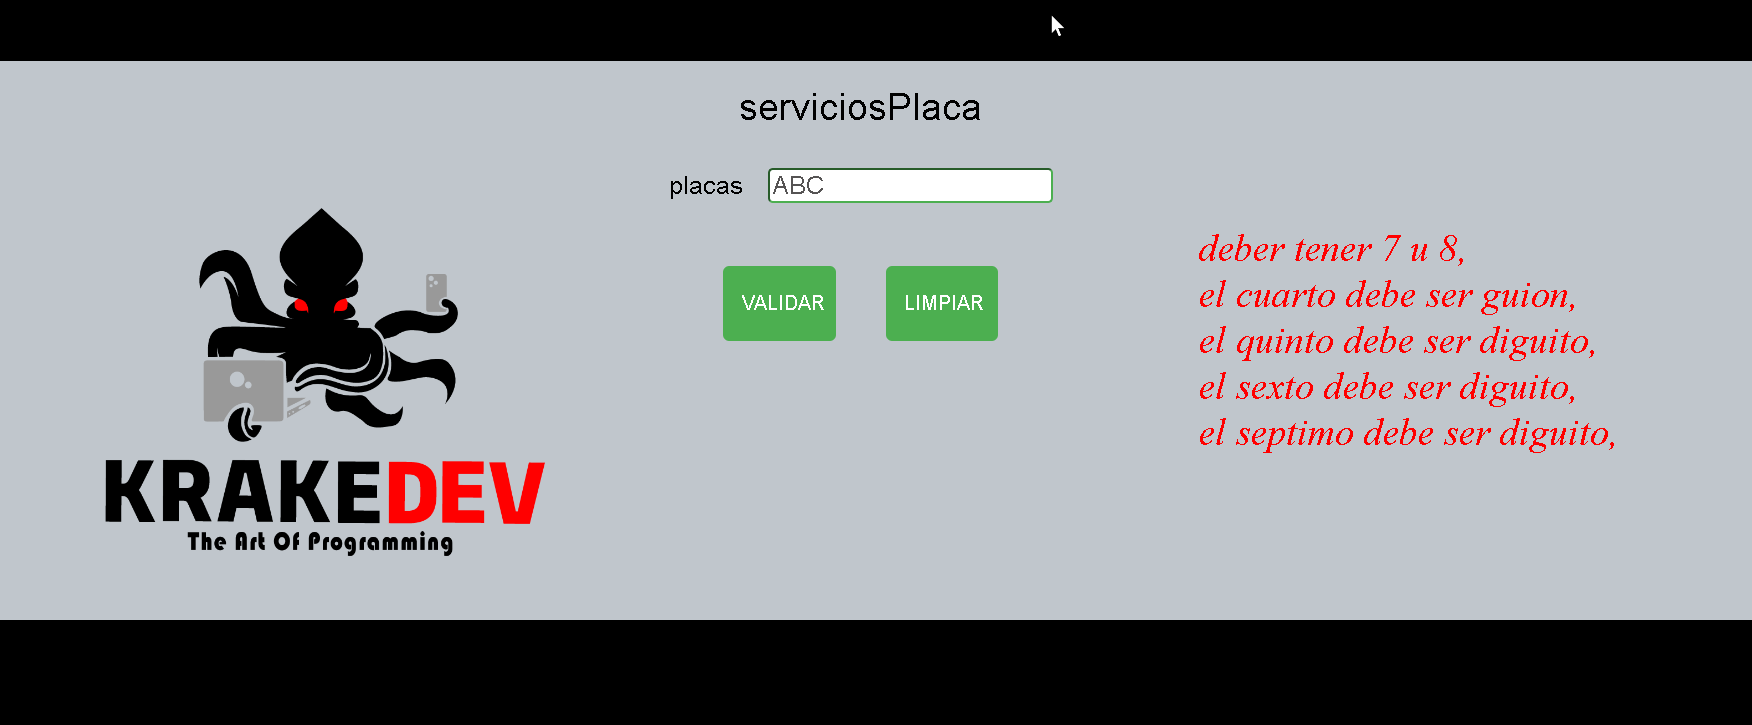 serviciosPlaca
placas ABC
VALIDAR LIMPIAR
deber tener 7 u 8,
el cuarto debe ser guion,
el quinto debe ser diguito,
el sexto debe ser diguito,
el septimo debe ser diguito,
KRAKEDEV
The Art Of Programming